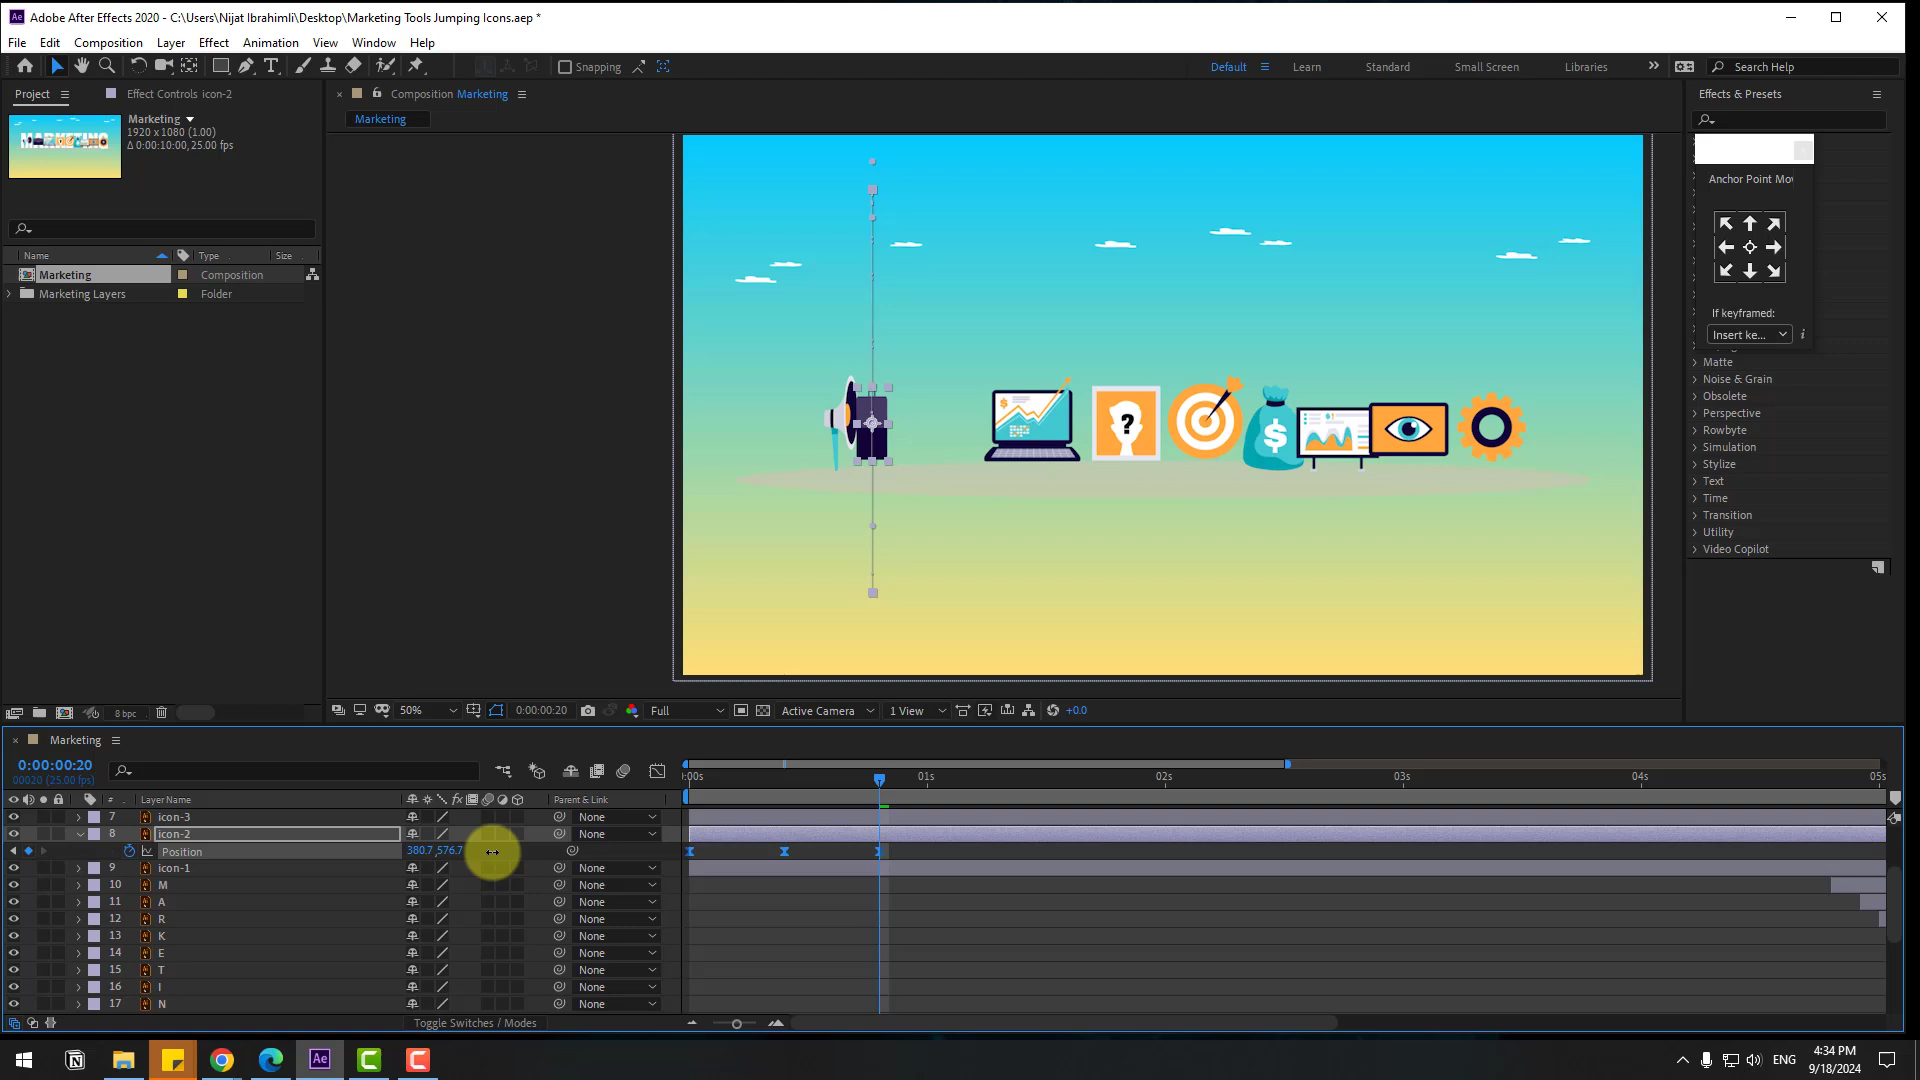 Adobe After Effects 2020 - C:\Users\Nijat Ibrahimli\Desktop\Marketing Tools Jumping Icons.aep *
File Edit Composition Layer Effect Animation View Window Help
Snapping Default Learn Standard Small Screen Libraries Search Help
Project Effect Controls icon-2 Composition Marketing Effects & Presets
Marketing
Marketing
1920 x 1080 (1.00)
Δ 0:00:10:00, 25.00 fps
Anchor Point Mov
Name Type Size
Marketing Composition
Marketing Layers Folder
If keyframed:
Insert ke...
Matte
Noise & Grain
Obsolete
Perspective
Rowbyte
Simulation
Stylize
Text
Time
Transition
Utility
Video Copilot
8 bpc 50% 0:00:00:20 Full Active Camera 1 View +0.0
Marketing
0:00:00:20
00020 (25.00 fps)
:00s 01s 02s 03s 04s 05s
# Layer Name Parent & Link
7 icon-3 None
8 icon-2 None
Position 380.7,576.7
9 icon-1 None
10 M None
11 A None
12 R None
13 K None
14 E None
15 T None
16 I None
17 N None
Toggle Switches / Modes
ENG 4:34 PM
9/18/2024